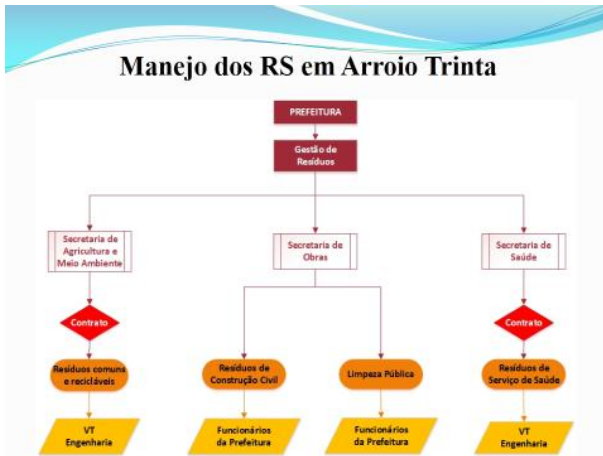 Manejo dos RS em Arroio Trinta
PREFEITURA
Gestão de
Resíduos
Secretaria de
Agricultura e
Meio Ambiente
Secretaria de
Obras
Secretaria de
Saúde
Contrato
Contrato
Resíduos comuns
e recicláveis
Resíduos de
Construção Civil
Limpeza Pública
Resíduos de
Serviço de Saúde
VT
Engenharia
Funcionários
da Prefeitura
Funcionários
da Prefeitura
VT
Engenharia